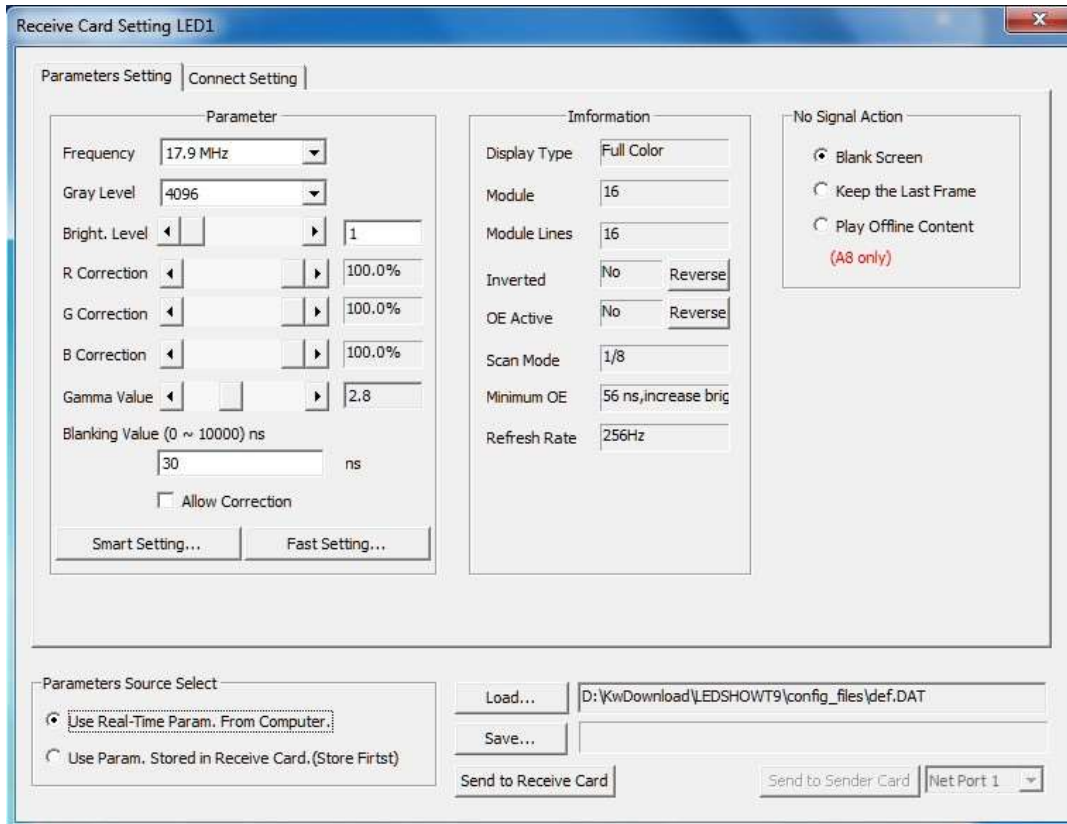 Receive Card Setting LED1
Parameters Setting
Connect Setting
Parameter
Frequency 17.9 MHz
Gray Level 4096
Bright. Level 1
R Correction 100.0%
G Correction 100.0%
B Correction 100.0%
Gamma Value 2.8
Blanking Value (0 ~ 10000) ns
30 ns
Allow Correction
Smart Setting... Fast Setting...
Imformation
Display Type Full Color
Module 16
Module Lines 16
Inverted No Reverse
OE Active No Reverse
Scan Mode 1/8
Minimum OE 56 ns,increase brig
Refresh Rate 256Hz
No Signal Action
Blank Screen
Keep the Last Frame
Play Offline Content
(A8 only)
Parameters Source Select
Use Real-Time Param. From Computer.
Use Param. Stored in Receive Card.(Store Firtst)
Load... D:\KwDownload\LEDSHOWT9\config_files\def.DAT
Save...
Send to Receive Card Send to Sender Card Net Port 1